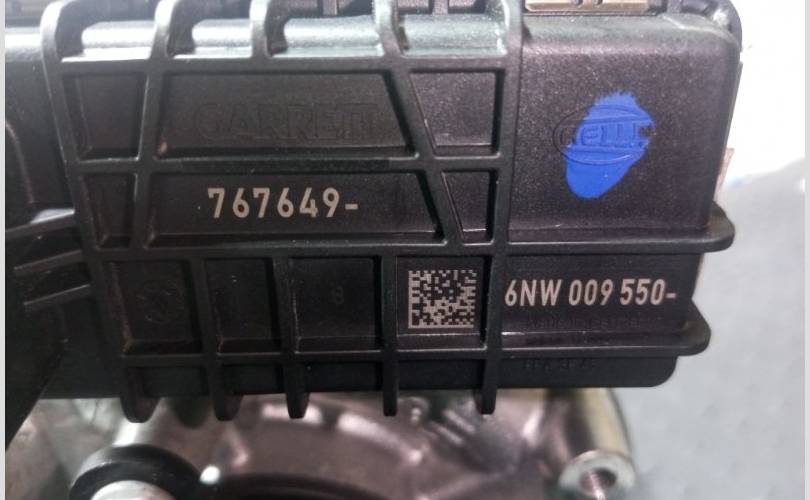 GARRETT
767649-
HELLA
6NW 009 550-